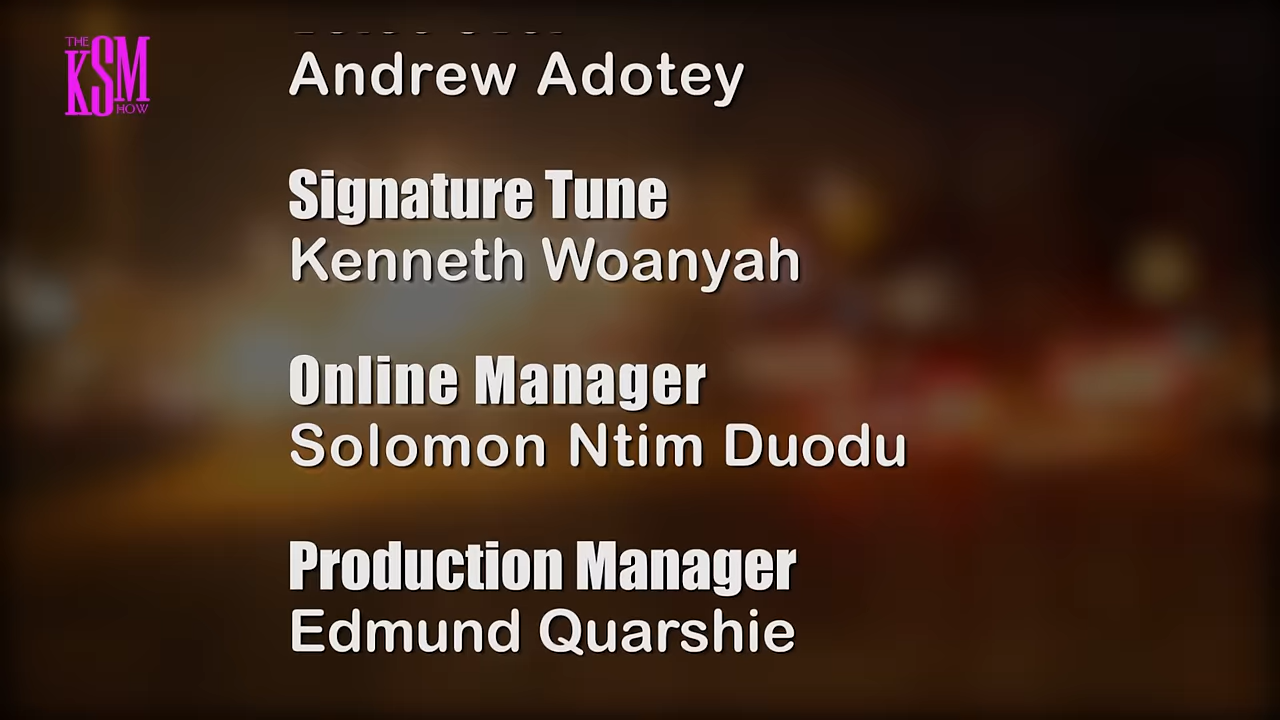 THE
KSM
SHOW
Andrew Adotey
Signature Tune
Kenneth Woanyah
Online Manager
Solomon Ntim Duodu
Production Manager
Edmund Quarshie